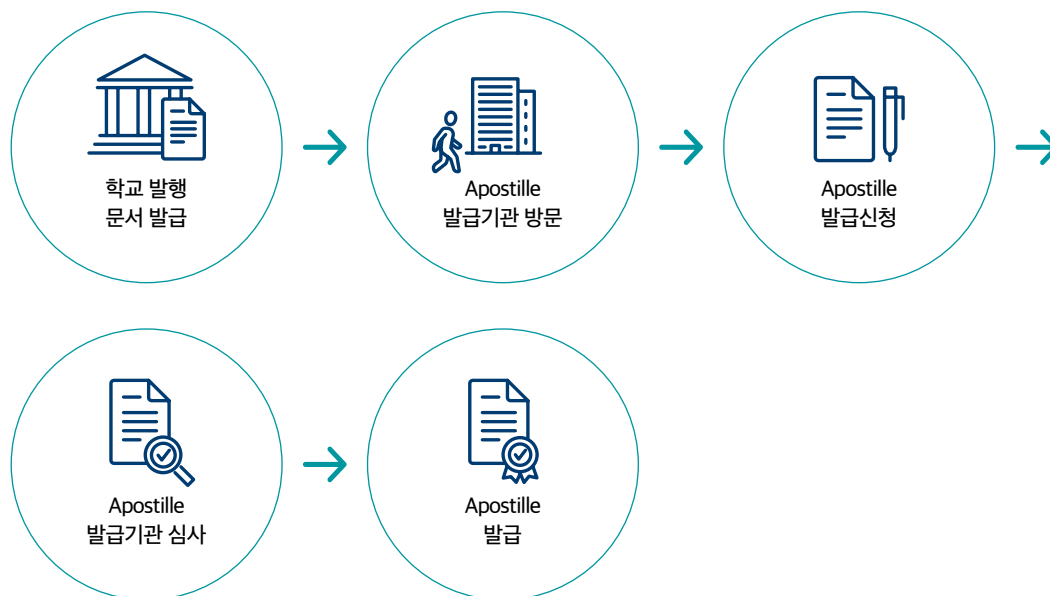 학교 발행
문서 발급
Apostille
발급기관 방문
Apostille
발급신청
Apostille
발급기관 심사
Apostille
발급